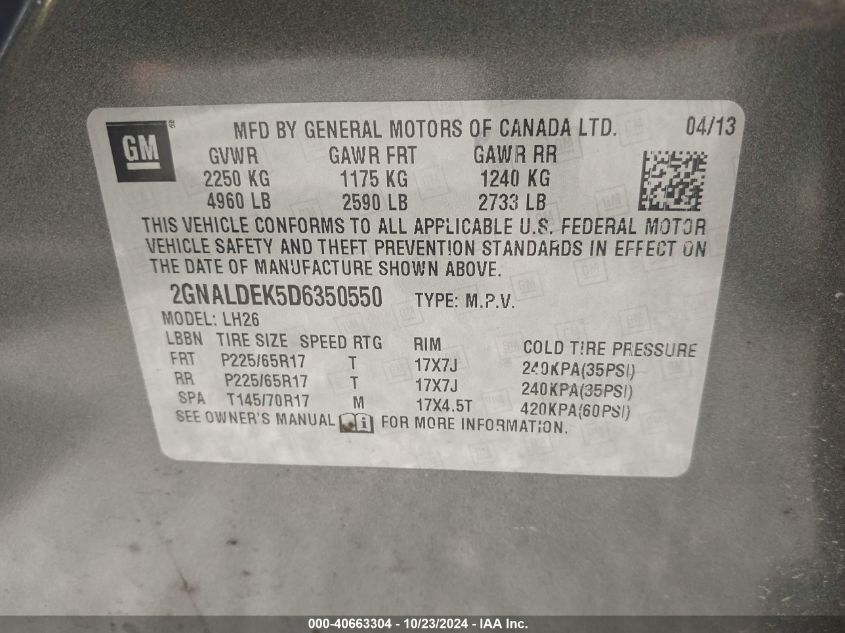 GM
MFD BY GENERAL MOTORS OF CANADA LTD. 04/13
GVWR GAWR FRT GAWR RR
2250 KG 1175 KG 1240 KG
4960 LB 2590 LB 2733 LB
THIS VEHICLE CONFORMS TO ALL APPLICABLE U.S. FEDERAL MOTOR
VEHICLE SAFETY AND THEFT PREVENTION STANDARDS IN EFFECT ON
THE DATE OF MANUFACTURE SHOWN ABOVE.
2GNALDEK5D6350550 TYPE: M.P.V.
MODEL: LH26
LBBN TIRE SIZE SPEED RTG RIM COLD TIRE PRESSURE
FRT P225/65R17 T 17X7J 240KPA(35PSI)
RR P225/65R17 T 17X7J 240KPA(35PSI)
SPA T145/70R17 M 17X4.5T 420KPA(60PSI)
SEE OWNER'S MANUAL FOR MORE INFORMATION.
000-40663304 - 10/23/2024 - IAA Inc.